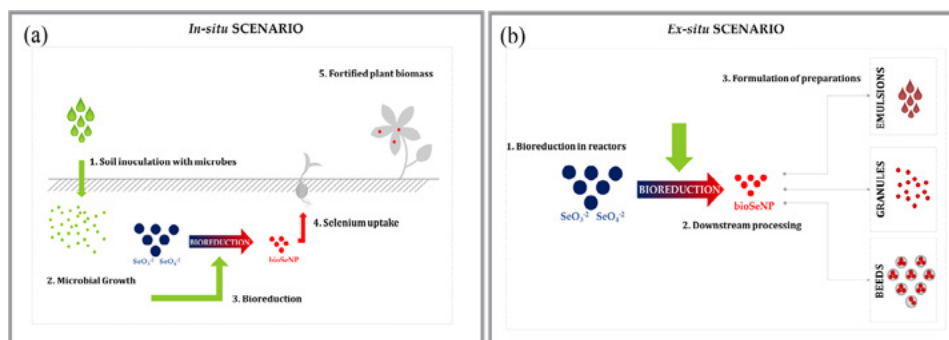 (a)
In-situ SCENARIO
5. Fortified plant biomass
1. Soil inoculation with microbes
4. Selenium uptake
BIOREDUCTION
SeO₃⁻² SeO₄⁻²
bioSeNP
2. Microbial Growth
3. Bioreduction
(b)
Ex-situ SCENARIO
3. Formulation of preparations
EMULSIONS
1. Bioreduction in reactors
BIOREDUCTION
SeO₃⁻² SeO₄⁻²
bioSeNP
2. Downstream processing
GRANULES
BEEDS